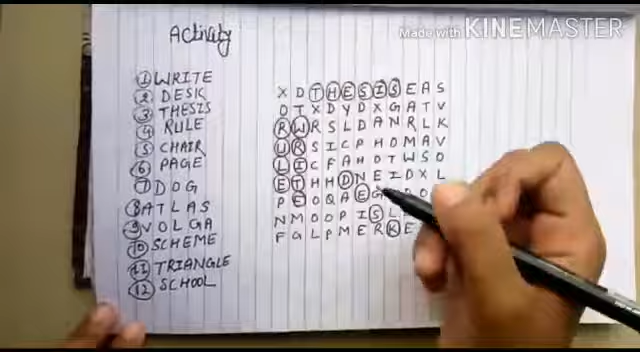 Made with KINEMASTER
Activity
1 WRITE
2 DESK
3 THESIS
4 RULE
5 CHAIR
6 PAGE
7 DOG
8 ATLAS
9 VOLGA
10 SCHEME
11 TRIANGLE
12 SCHOOL
X D T H E S I S E A S
O T X D Y D X G A T V
R W R S L D A N R L K
U R S I C P H O M A V
L I C F A H O T W S O
E T H H D N E I D X L
P E O Q A E G
N M O O P I S L
F G L P M E R K E